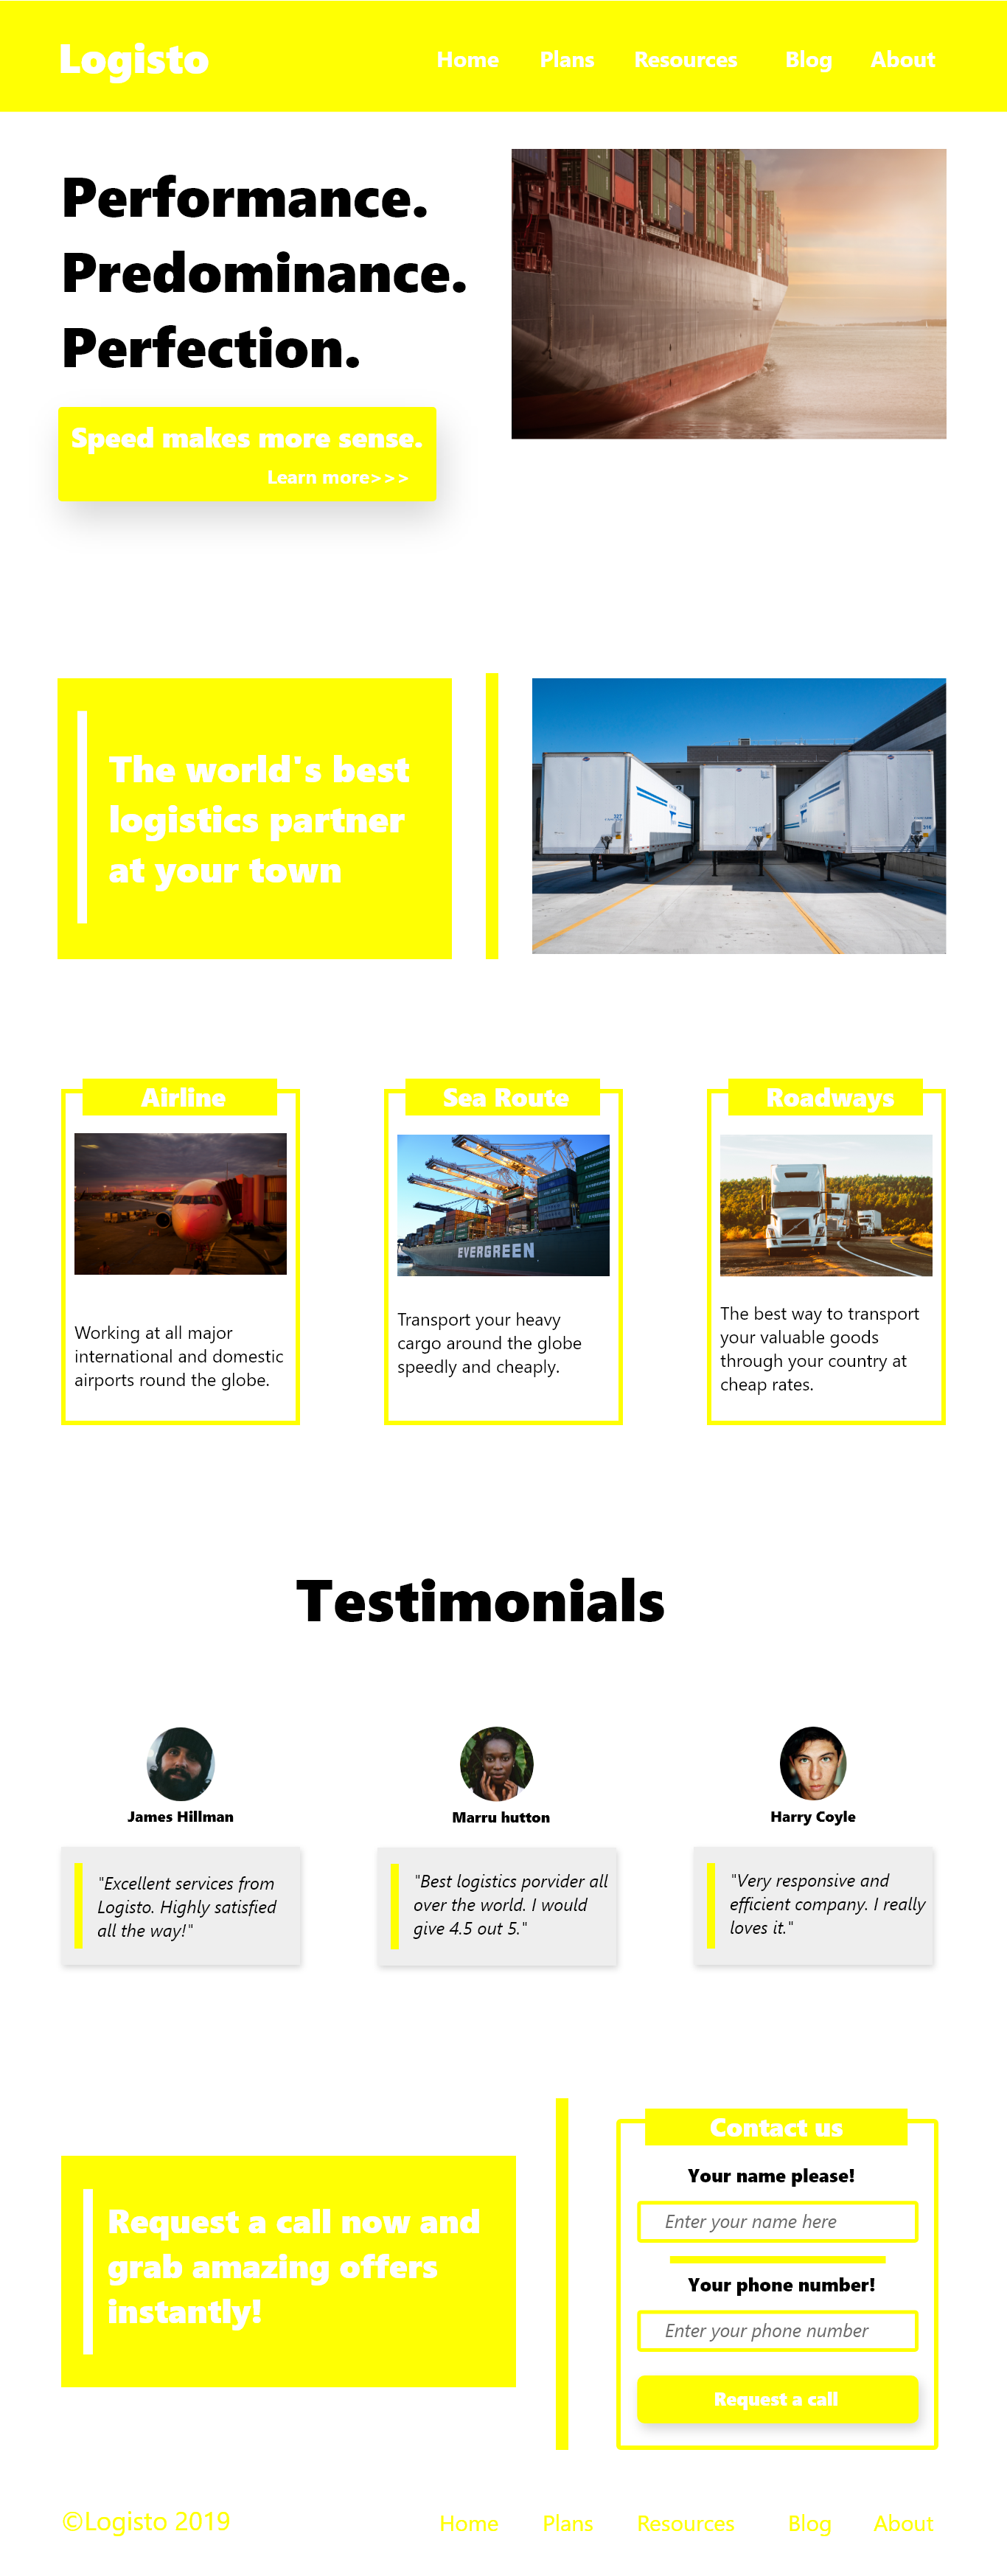 Logisto
Home Plans Resources Blog About
Performance.
Predominance.
Perfection.
Speed makes more sense.
Learn more>>>
The world's best
logistics partner
at your town
Airline
Working at all major
international and domestic
airports round the globe.
Sea Route
EVERGREEN
Transport your heavy
cargo around the globe
speedly and cheaply.
Roadways
The best way to transport
your valuable goods
through your country at
cheap rates.
Testimonials
James Hillman
"Excellent services from
Logisto. Highly satisfied
all the way!"
Marru hutton
"Best logistics porvider all
over the world. I would
give 4.5 out 5."
Harry Coyle
"Very responsive and
efficient company. I really
loves it."
Request a call now and
grab amazing offers
instantly!
Contact us
Your name please!
Enter your name here
Your phone number!
Enter your phone number
Request a call
©Logisto 2019
Home Plans Resources Blog About